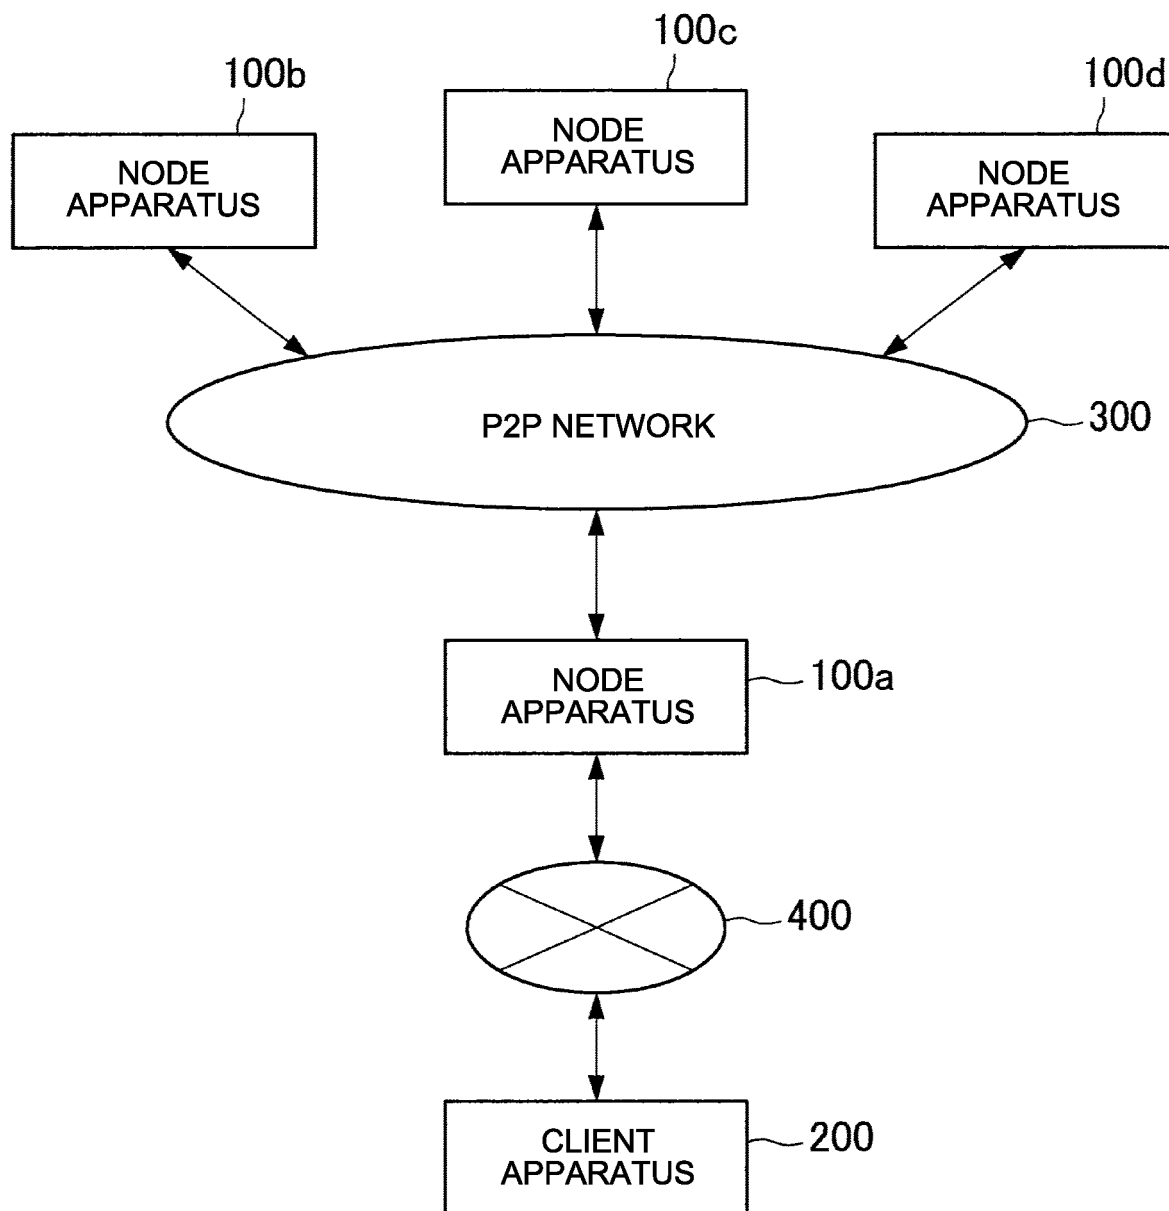 100c
100b
100d
NODE
APPARATUS
NODE
APPARATUS
NODE
APPARATUS
P2P NETWORK
300
NODE
APPARATUS
100a
400
CLIENT
APPARATUS
200